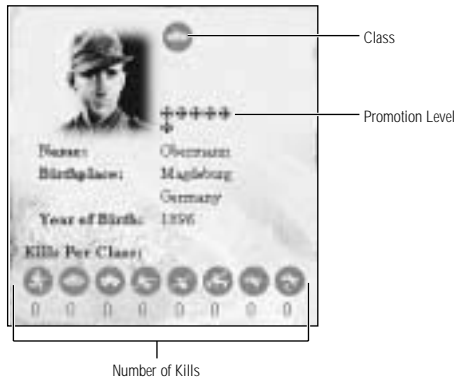 Class
Promotion Level
Name: Obermann
Birthplace: Magdeburg
Germany
Year of Birth: 1896
Kills Per Class:
0 0 0 0 0 0 0 0
Number of Kills